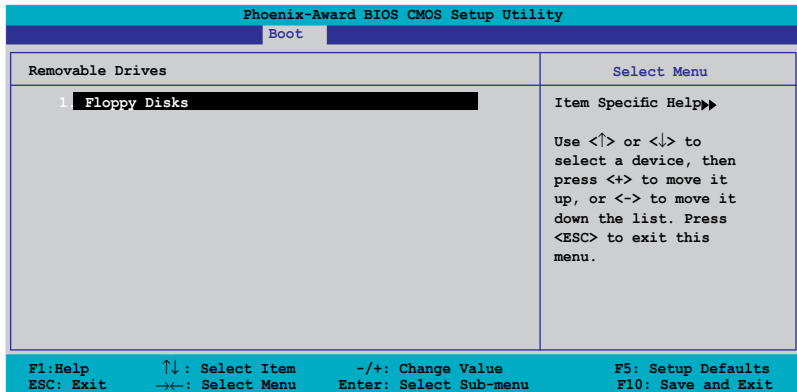 Phoenix-Award BIOS CMOS Setup Utility
Boot
Removable Drives
Select Menu
1. Floppy Disks
Item Specific Help▶▶
Use <↑> or <↓> to
select a device, then
press <+> to move it
up, or <-> to move it
down the list. Press
<ESC> to exit this
menu.
F1:Help ↑↓ : Select Item -/+: Change Value F5: Setup Defaults
ESC: Exit →← : Select Menu Enter: Select Sub-menu F10: Save and Exit